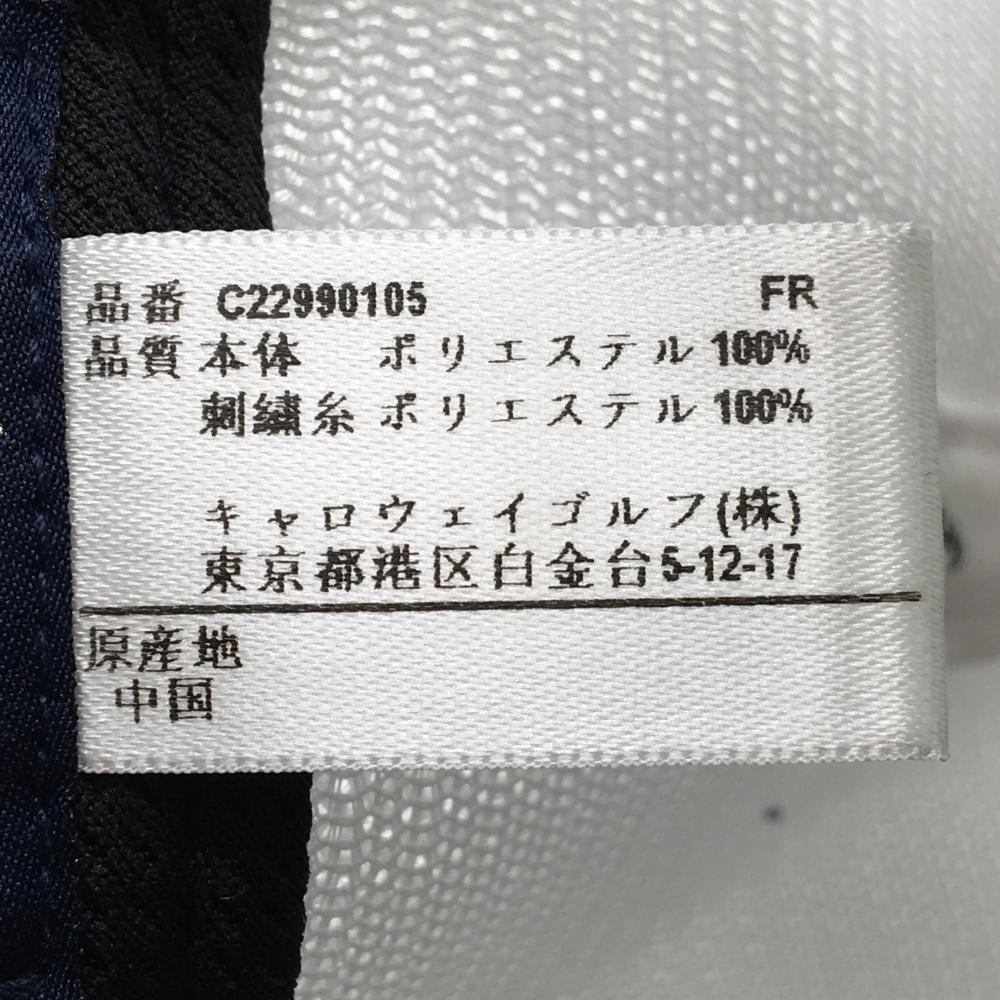 品番 C22990105 FR
品質 本体 ポリエステル 100%
刺繍糸 ポリエステル 100%
キャロウェイゴルフ(株)
東京都港区白金台5-12-17
原産地
中国